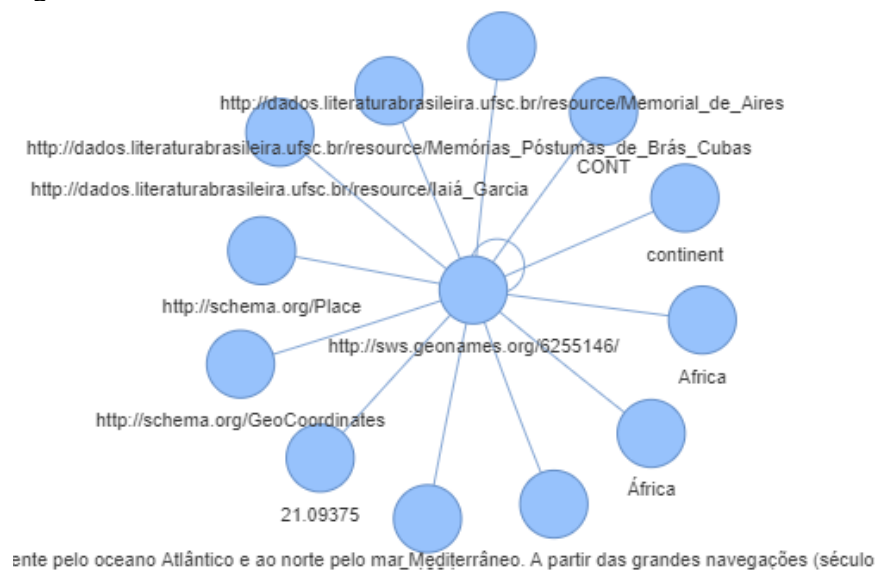 http://dados.literaturabrasileira.ufsc.br/resource/Memorial_de_Aires
http://dados.literaturabrasileira.ufsc.br/resource/Memórias_Póstumas_de_Brás_Cubas
CONT
http://dados.literaturabrasileira.ufsc.br/resource/Iaiá_Garcia
continent
http://schema.org/Place
http://sws.geonames.org/6255146/
Africa
http://schema.org/GeoCoordinates
África
21.09375
ente pelo oceano Atlântico e ao norte pelo mar Mediterrâneo. A partir das grandes navegações (século